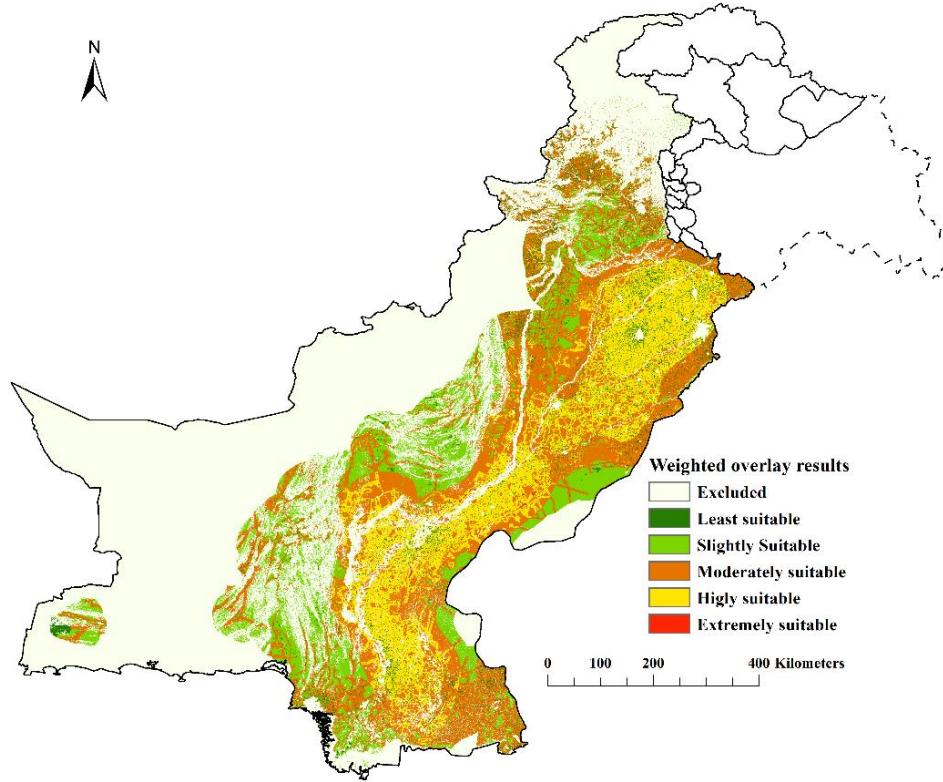 N
Weighted overlay results
Excluded
Least suitable
Slightly Suitable
Moderately suitable
Higly suitable
Extremely suitable
0 100 200 400 Kilometers